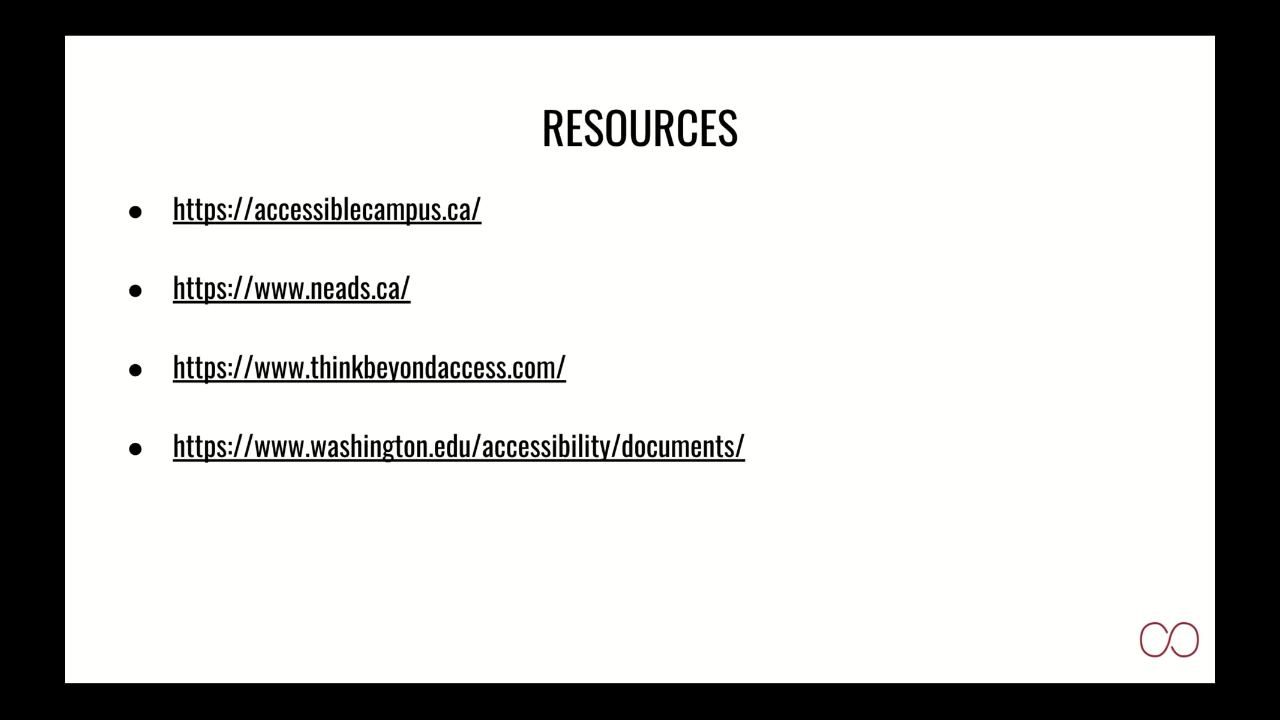 RESOURCES
● https://accessiblecampus.ca/
● https://www.neads.ca/
● https://www.thinkbeyondaccess.com/
● https://www.washington.edu/accessibility/documents/